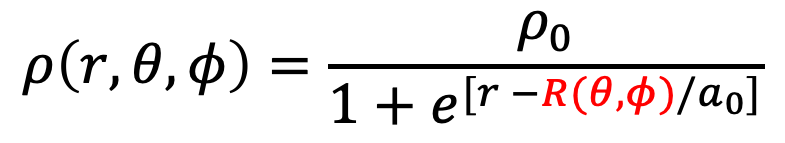 ρ(r, θ, ϕ) = ρ₀ / 1 + e^[r −R(θ,ϕ)/a₀]